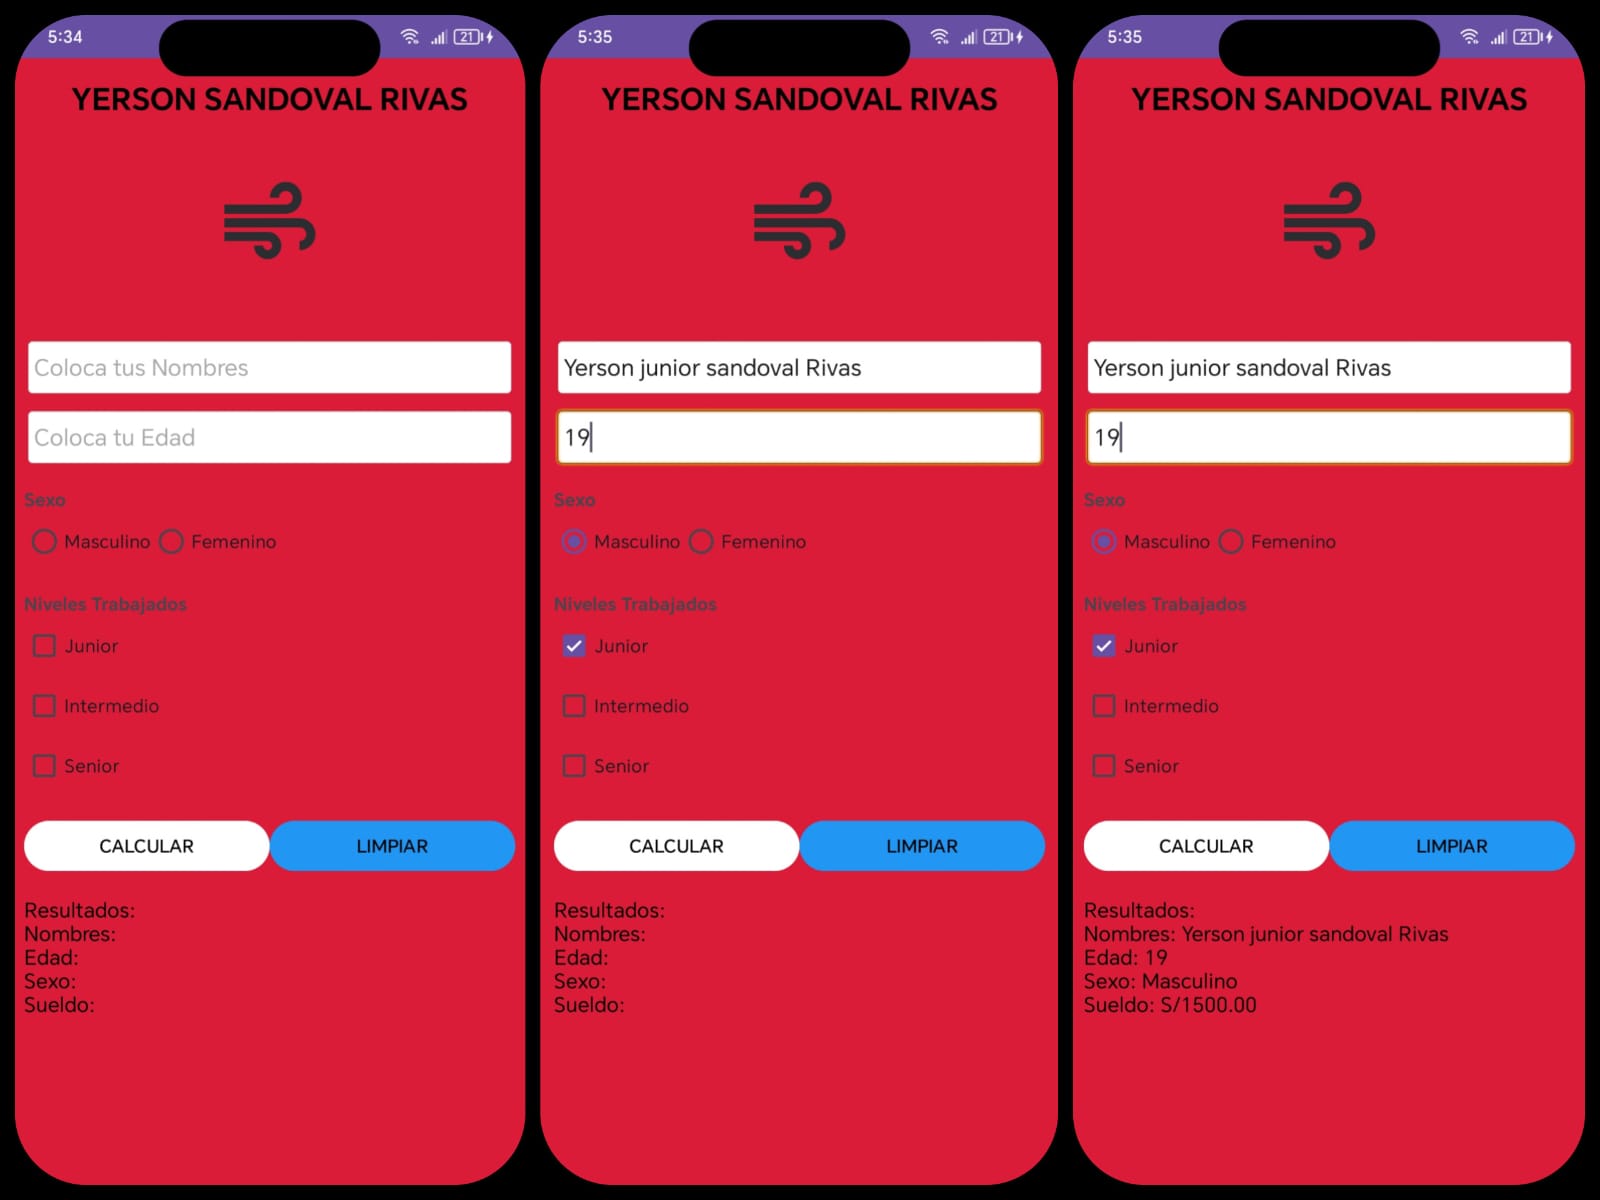 5:34
21
YERSON SANDOVAL RIVAS
Coloca tus Nombres
Coloca tu Edad
Sexo
Masculino Femenino
Niveles Trabajados
Junior
Intermedio
Senior
CALCULAR LIMPIAR
Resultados:
Nombres:
Edad:
Sexo:
Sueldo:
5:35
21
YERSON SANDOVAL RIVAS
Yerson junior sandoval Rivas
19
Sexo
Masculino Femenino
Niveles Trabajados
Junior
Intermedio
Senior
CALCULAR LIMPIAR
Resultados:
Nombres:
Edad:
Sexo:
Sueldo:
5:35
21
YERSON SANDOVAL RIVAS
Yerson junior sandoval Rivas
19
Sexo
Masculino Femenino
Niveles Trabajados
Junior
Intermedio
Senior
CALCULAR LIMPIAR
Resultados:
Nombres: Yerson junior sandoval Rivas
Edad: 19
Sexo: Masculino
Sueldo: S/1500.00